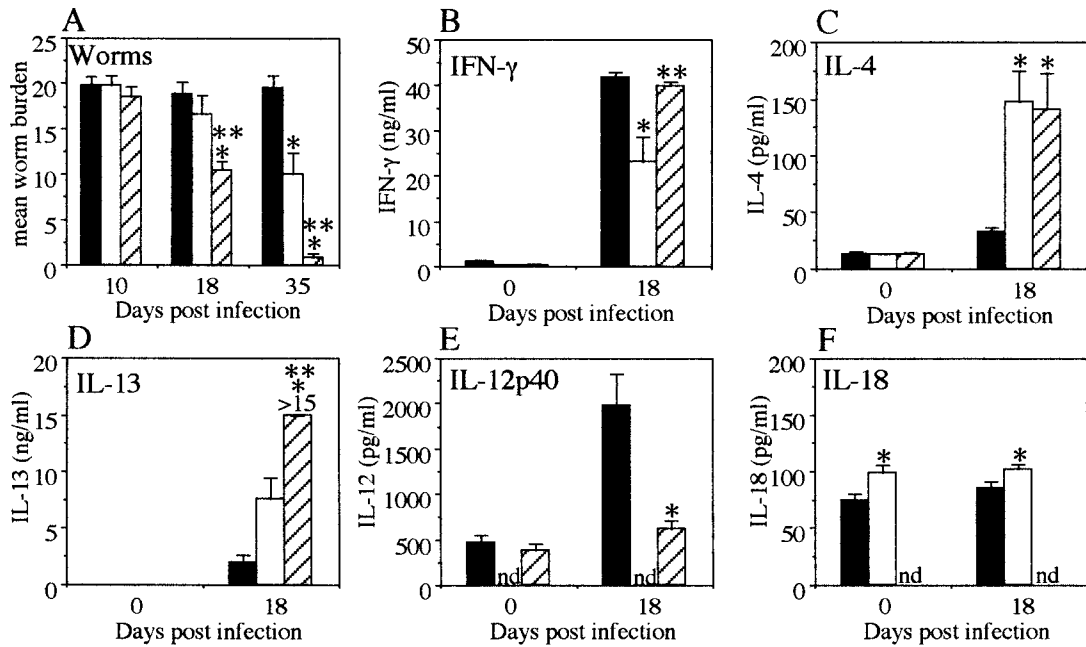 A
Worms
mean worm burden
25
20
15
10
5
0
**
*
*
**
*
10 18 35
Days post infection
B
IFN-γ
IFN-γ (ng/ml)
50
40
30
20
10
0
*
**
0 18
Days post infection
C
IL-4
IL-4 (pg/ml)
200
150
100
50
0
* *
0 18
Days post infection
D
IL-13
IL-13 (ng/ml)
20
15
10
5
0
**
*
>15
0 18
Days post infection
E
IL-12p40
IL-12 (pg/ml)
2500
2000
1500
1000
500
0
nd
nd
*
0 18
Days post infection
F
IL-18
IL-18 (pg/ml)
200
150
100
50
0
*
nd
*
nd
0 18
Days post infection